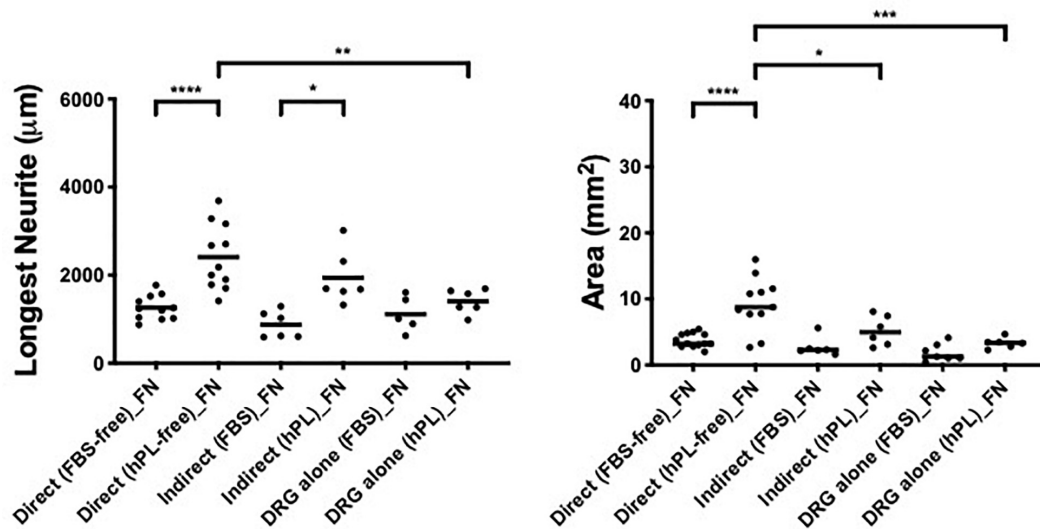 **
****
*
6000
4000
2000
0
Longest Neurite (μm)
Direct (FBS-free)_FN
Direct (hPL-free)_FN
Indirect (FBS)_FN
Indirect (hPL)_FN
DRG alone (FBS)_FN
DRG alone (hPL)_FN
***
*
****
40
30
20
10
0
Area (mm²)
Direct (FBS-free)_FN
Direct (hPL-free)_FN
Indirect (FBS)_FN
Indirect (hPL)_FN
DRG alone (FBS)_FN
DRG alone (hPL)_FN